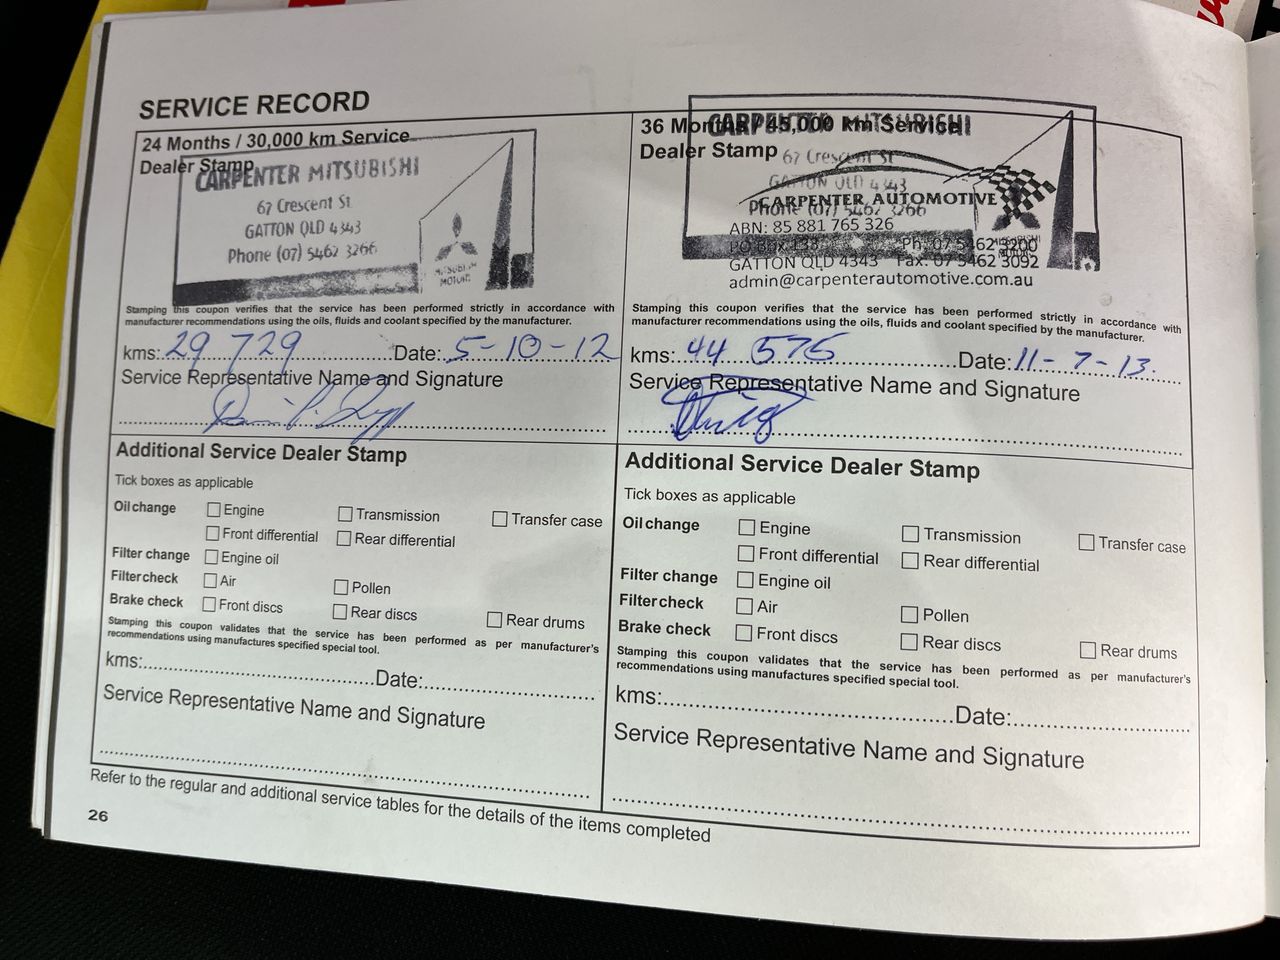 SERVICE RECORD
24 Months / 30,000 km Service
Dealer Stamp
CARPENTER MITSUBISHI
67 Crescent St
GATTON QLD 4343
Phone (07) 5462 3266
MITSUBISHI
MOTORS
Stamping this coupon verifies that the service has been performed strictly in accordance with
manufacturer recommendations using the oils, fluids and coolant specified by the manufacturer.
kms: 29 729 Date: 5-10-12
Service Representative Name and Signature
Additional Service Dealer Stamp
Tick boxes as applicable
Oil change Engine Transmission Transfer case
Front differential Rear differential
Filter change Engine oil
Filter check Air Pollen
Brake check Front discs Rear discs Rear drums
Stamping this coupon validates that the service has been performed as per manufacturer's
recommendations using manufactures specified special tool.
kms: Date:
Service Representative Name and Signature
36 Months / 45,000 km Service
Dealer Stamp
CARPENTER MITSUBISHI
67 Crescent St
GATTON QLD 4343
Phone (07) 5462 3266
CARPENTER AUTOMOTIVE
ABN: 85 881 765 326
PO Box 138 Ph: 07 5462 3200
GATTON QLD 4343 Fax: 07 5462 3092
admin@carpenterautomotive.com.au
Stamping this coupon verifies that the service has been performed strictly in accordance with
manufacturer recommendations using the oils, fluids and coolant specified by the manufacturer.
kms: 44 575 Date: 11-7-13.
Service Representative Name and Signature
Additional Service Dealer Stamp
Tick boxes as applicable
Oil change Engine Transmission Transfer case
Front differential Rear differential
Filter change Engine oil
Filter check Air Pollen
Brake check Front discs Rear discs Rear drums
Stamping this coupon validates that the service has been performed as per manufacturer's
recommendations using manufactures specified special tool.
kms: Date:
Service Representative Name and Signature
Refer to the regular and additional service tables for the details of the items completed
26